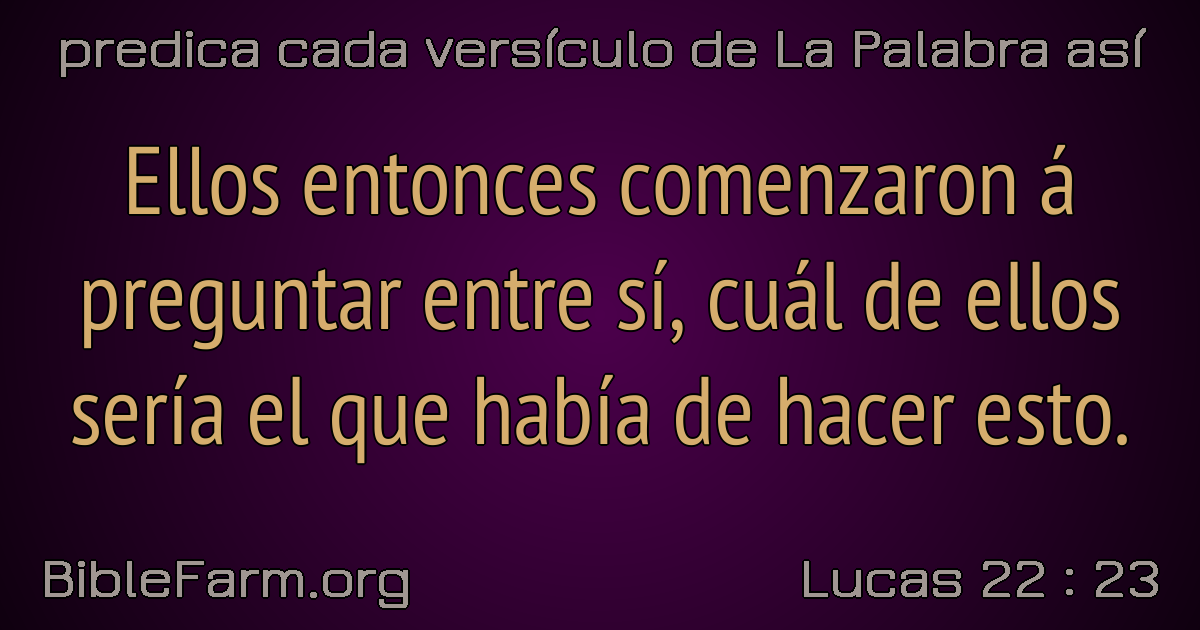 predica cada versículo de La Palabra así
Ellos entonces comenzaron á
preguntar entre sí, cuál de ellos
sería el que había de hacer esto.
BibleFarm.org
Lucas 22 : 23